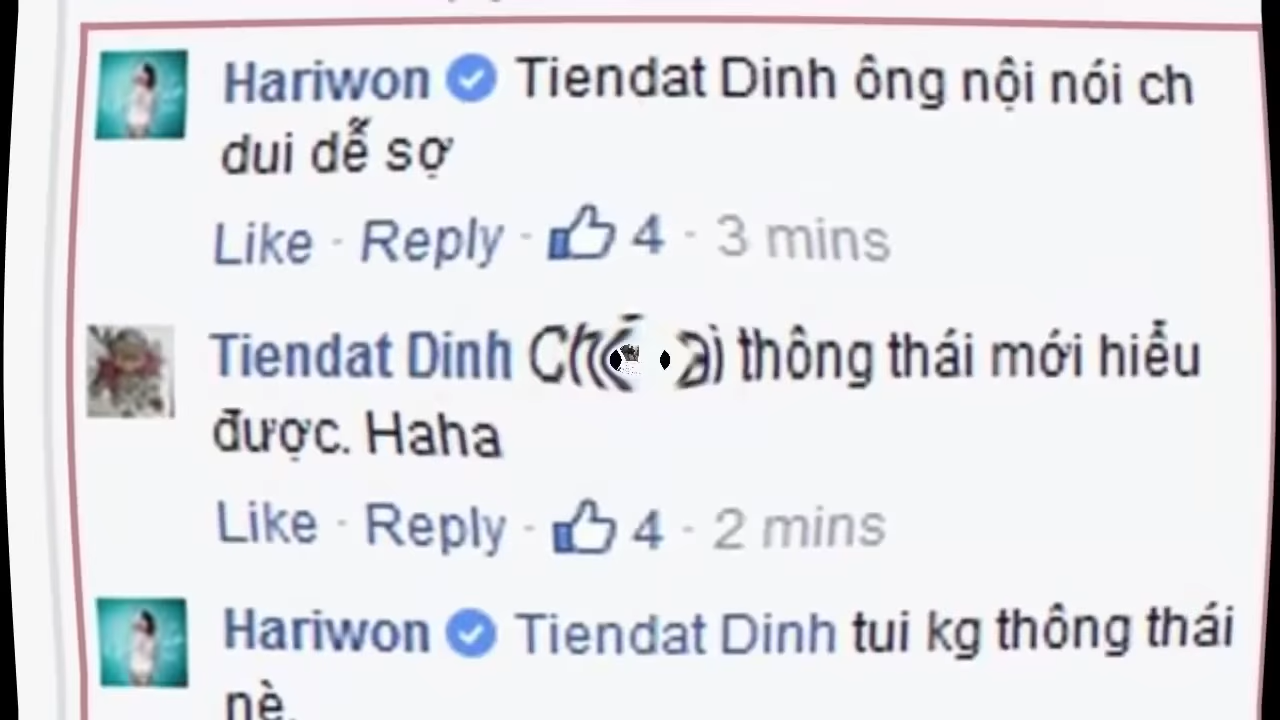 Hariwon Tiendat Dinh ông nội nói ch
dui dễ sợ
Like · Reply · 4 · 3 mins
Tiendat Dinh thông thái mới hiểu
được. Haha
Like · Reply · 4 · 2 mins
Hariwon Tiendat Dinh tui kg thông thái
nè.